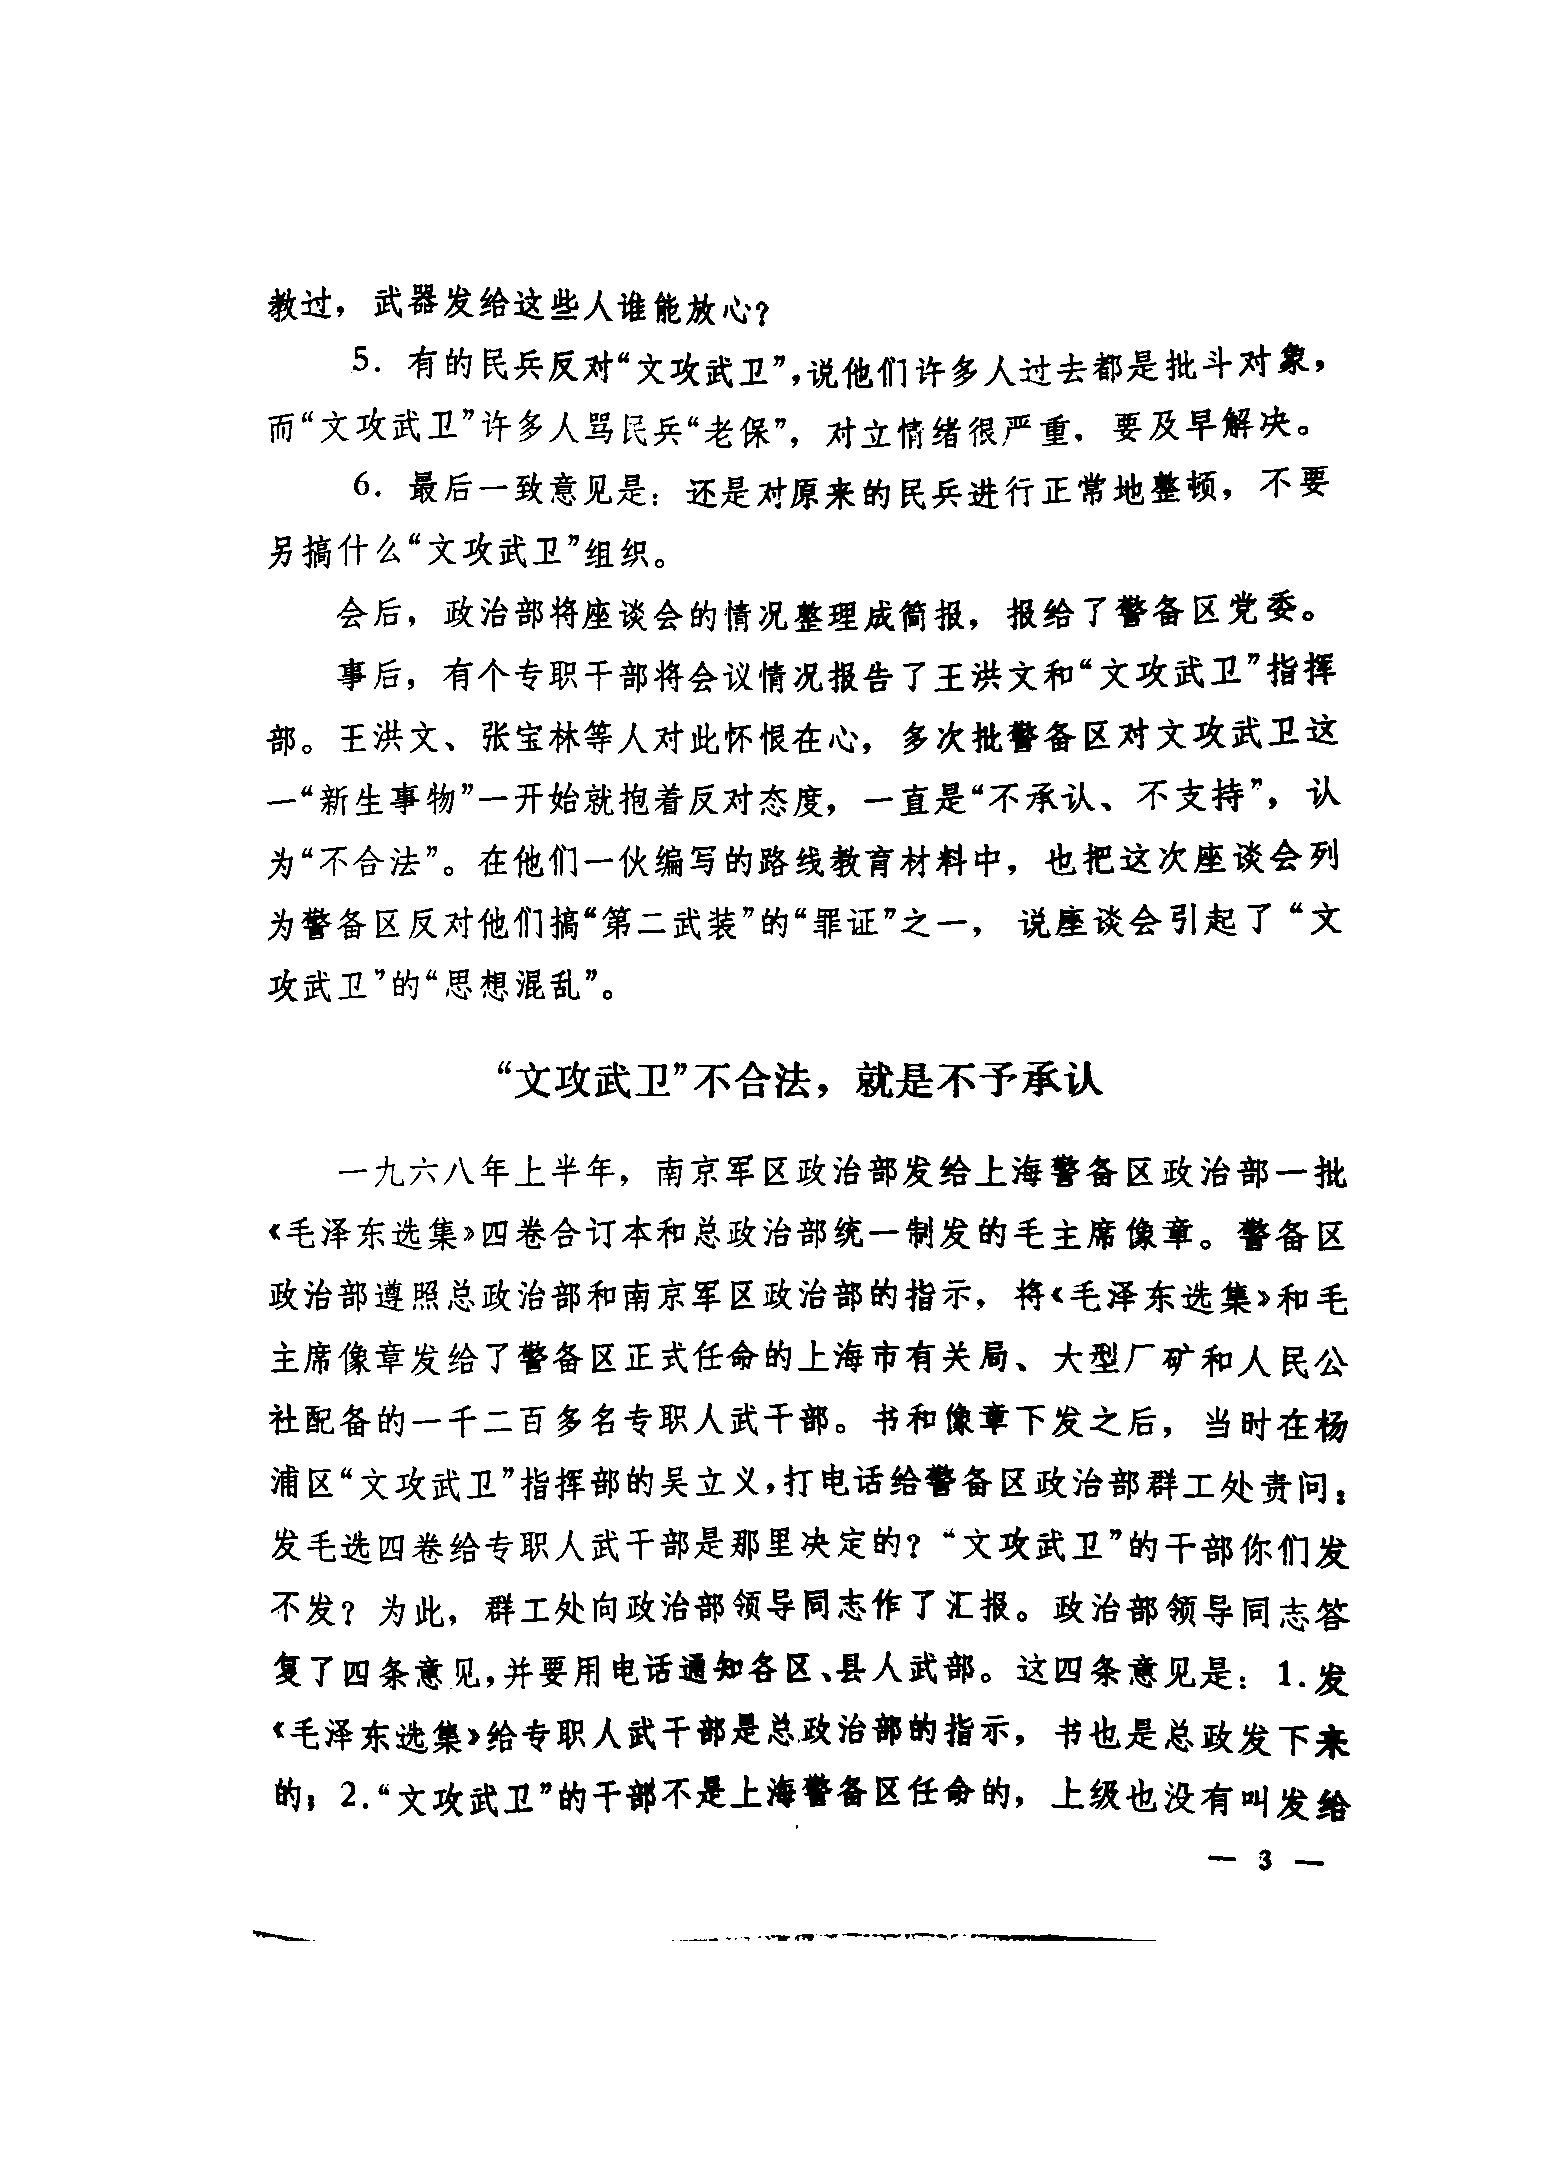 教过，武器发给这些人谁能放心？
5．有的民兵反对“文攻武卫”，说他们许多人过去都是批斗对象，
而“文攻武卫”许多人骂民兵“老保”，对立情绪很严重．要及早解决。
6．最后一致意见是：还是对原来的民兵进行正常地整顿，不要
另搞什么“文攻武卫”组织。
会后，政治部将座谈会的情况整理成简报，报给了警备区党委。
事后，有个专职干部将会议情况报告了王洪文和“文攻武卫”指挥
部。王洪文、张宝林等人对此怀恨在心，多次批警备区对文攻武卫这
一“新生事物”一开始就抱着反对态度，一直是“不承认、不支持”，认
为“不合法”。在他们一伙编写的路线教育材料中，也把这次座谈会列
为警备区反对他们搞“第二武装”的“罪证”之一，说座谈会引起了“文
攻武卫”的“思想混乱”。
“文攻武卫”不合法，就是不予承认
一九六八年上半年，南京军区政治部发给上海警备区政治部一批
《毛泽东选集》四卷合订本和总政治部统一制发的毛主席像章。警备区
政治部遵照总政治部和南京军区政治部的指示，将《毛泽东选集》和毛
主席像章发给了警备区正式任命的上海市有关局、大型厂矿和人民公
社配备的一千二百多名专职人武干部。书和像章下发之后，当时在杨
浦区“文攻武卫”指挥部的吴立义，打电话给警备区政治部群工处责问：
发毛选四卷给专职人武干部是那里决定的？“文攻武卫”的干部你们发
不发？为此，群工处向政治部领导同志作了汇报。政治部领导同志答
复了四条意见，并要用电话通知各区、县人武部。这四条意见是：1．发
《毛泽东选集》给专职人武干部是总政治部的指示，书也是总政发下来
的；2．“文攻武卫”的干部不是上海警备区任命的，上级也没有叫发给
— 3 —